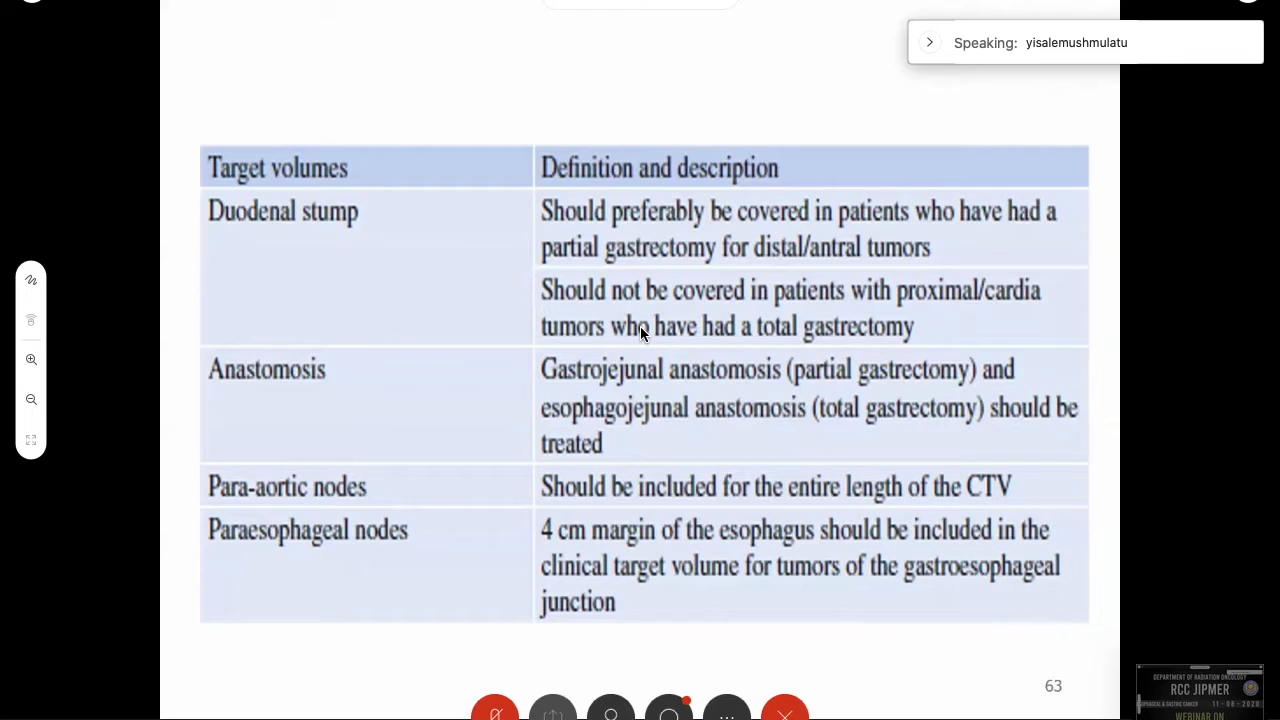 Speaking: yisalemushmulatu
Target volumes
Definition and description
Duodenal stump
Should preferably be covered in patients who have had a
partial gastrectomy for distal/antral tumors
Should not be covered in patients with proximal/cardia
tumors who have had a total gastrectomy
Anastomosis
Gastrojejunal anastomosis (partial gastrectomy) and
esophagojejunal anastomosis (total gastrectomy) should be
treated
Para-aortic nodes
Should be included for the entire length of the CTV
Paraesophageal nodes
4 cm margin of the esophagus should be included in the
clinical target volume for tumors of the gastroesophageal
junction
63
DEPARTMENT OF RADIATION ONCOLOGY
RCC JIPMER
& GASTRIC CANCER 11-08-2020
WEBINAR ON